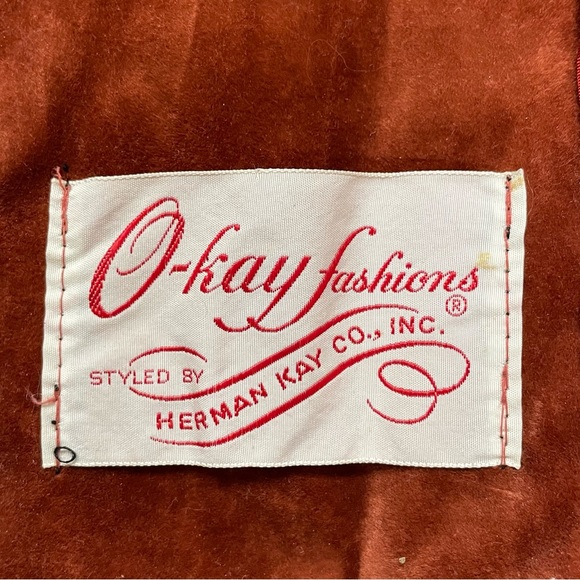 O-kay fashions®
STYLED BY
HERMAN KAY CO., INC.